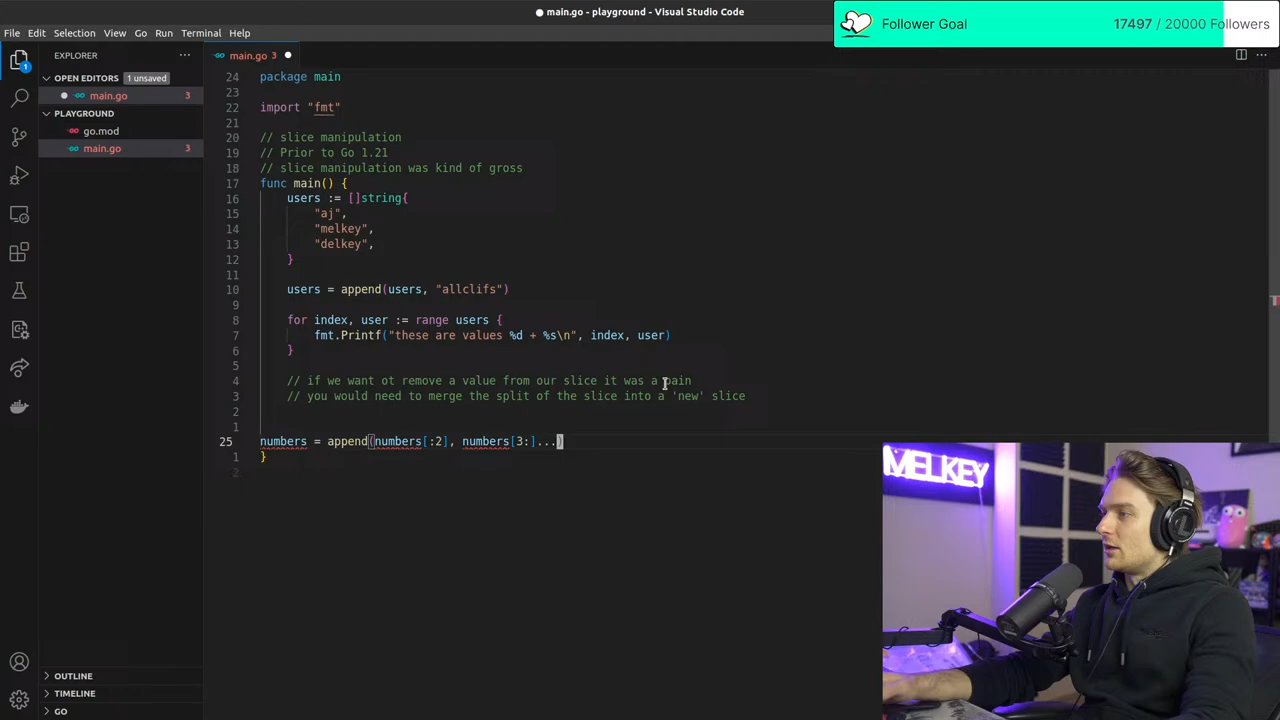 main.go - playground - Visual Studio Code
Follower Goal
17497 / 20000 Followers
File Edit Selection View Go Run Terminal Help
EXPLORER
main.go 3
OPEN EDITORS 1 unsaved
main.go 3
PLAYGROUND
go.mod
main.go 3
1
24 package main
23
22 import "fmt"
21
20 // slice manipulation
19 // Prior to Go 1.21
18 // slice manipulation was kind of gross
17 func main() {
16 users := []string{
15 "aj",
14 "melkey",
13 "delkey",
12 }
11
10 users = append(users, "allclifs")
9
8 for index, user := range users {
7 fmt.Printf("these are values %d + %s\n", index, user)
6 }
5
4 // if we want ot remove a value from our slice it was a pain
3 // you would need to merge the split of the slice into a 'new' slice
2
1
25 numbers = append(numbers[:2], numbers[3:]...)
1 }
2
OUTLINE
TIMELINE
GO
MELKEY